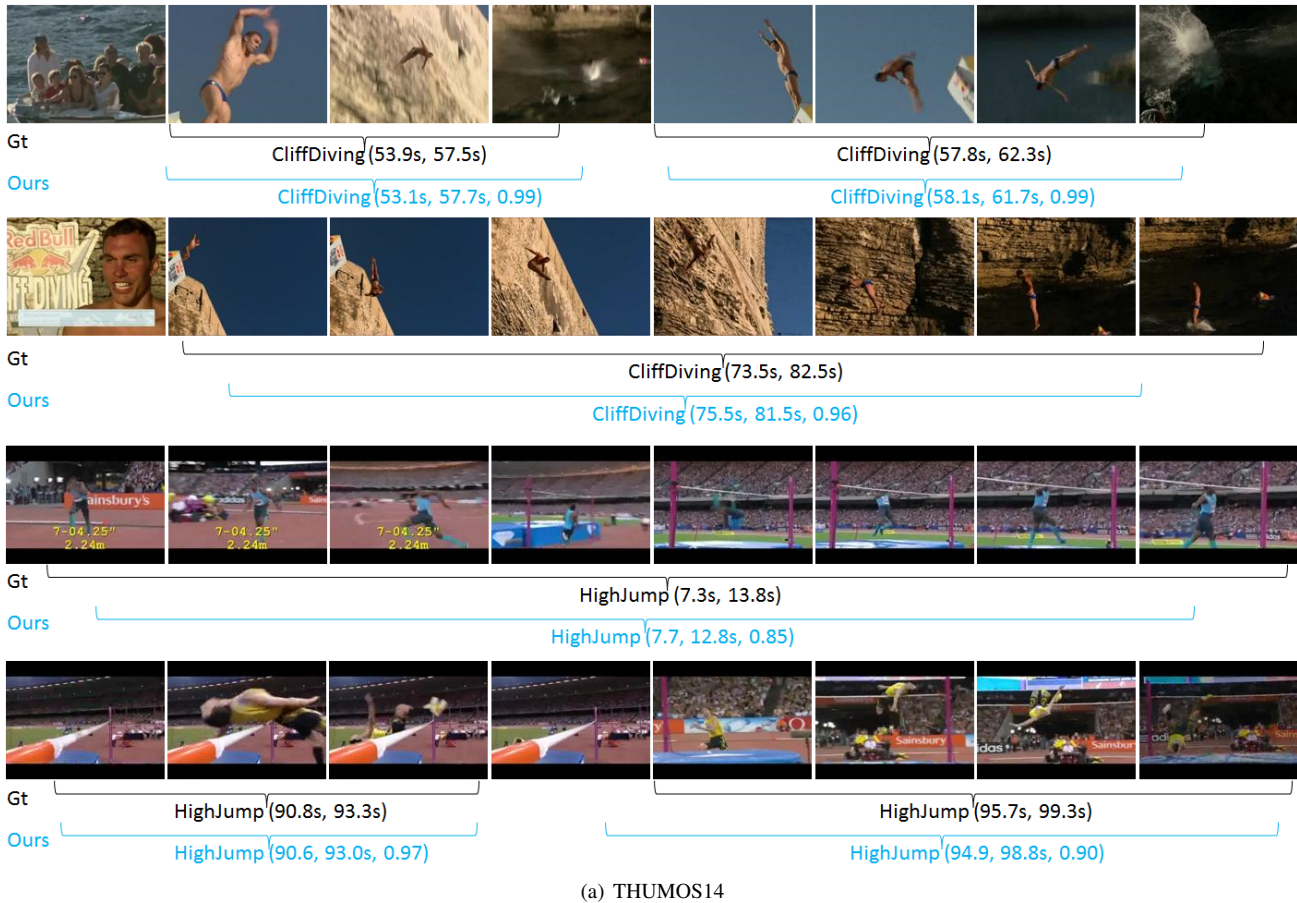 Gt
CliffDiving (53.9s, 57.5s)
CliffDiving (57.8s, 62.3s)
Ours
CliffDiving (53.1s, 57.7s, 0.99)
CliffDiving (58.1s, 61.7s, 0.99)
Red Bull
IFF DIVING
Gt
CliffDiving (73.5s, 82.5s)
Ours
CliffDiving (75.5s, 81.5s, 0.96)
Sainsbury's
adidas
7-04.25"
2.24m
7-04.25"
2.24m
7-04.25"
2.24m
Gt
HighJump (7.3s, 13.8s)
Ours
HighJump (7.7, 12.8s, 0.85)
Sainsbury's
adidas
Sainsbury
Gt
HighJump (90.8s, 93.3s)
HighJump (95.7s, 99.3s)
Ours
HighJump (90.6, 93.0s, 0.97)
HighJump (94.9, 98.8s, 0.90)
(a) THUMOS14